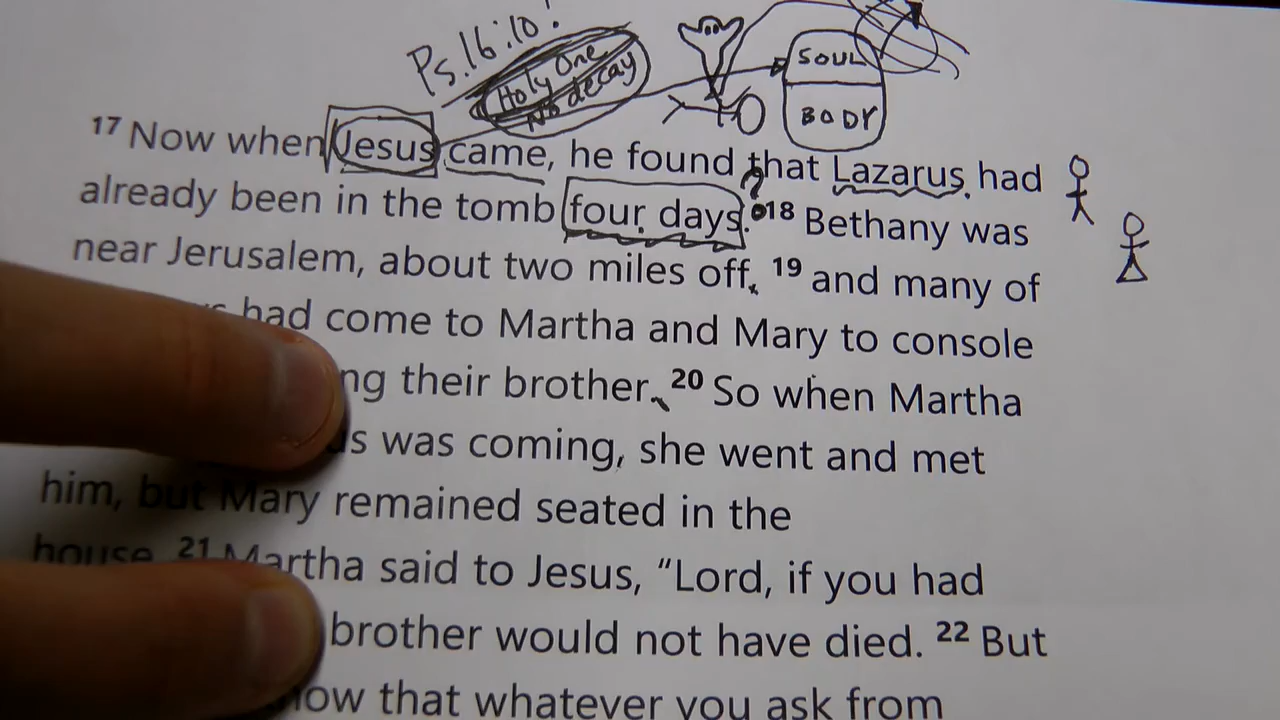 Ps.16:10!
Holy One
No decay
SOUL
BODY
17 Now when Jesus came, he found that Lazarus had
already been in the tomb four days. ? 18 Bethany was
near Jerusalem, about two miles off, 19 and many of
had come to Martha and Mary to console
ng their brother. 20 So when Martha
us was coming, she went and met
him, but Mary remained seated in the
house. 21 Martha said to Jesus, “Lord, if you had
brother would not have died. 22 But
now that whatever you ask from